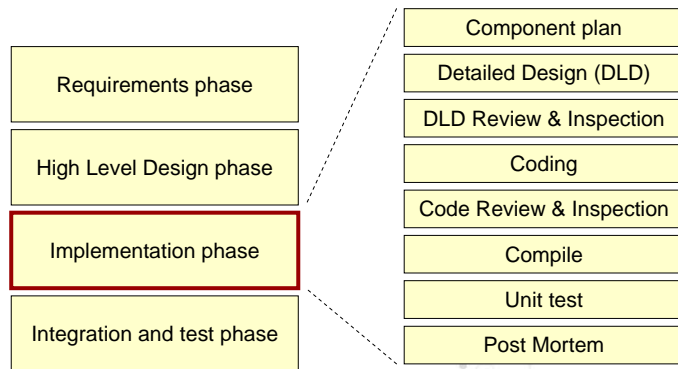 Requirements phase
High Level Design phase
Implementation phase
Integration and test phase
Component plan
Detailed Design (DLD)
DLD Review & Inspection
Coding
Code Review & Inspection
Compile
Unit test
Post Mortem